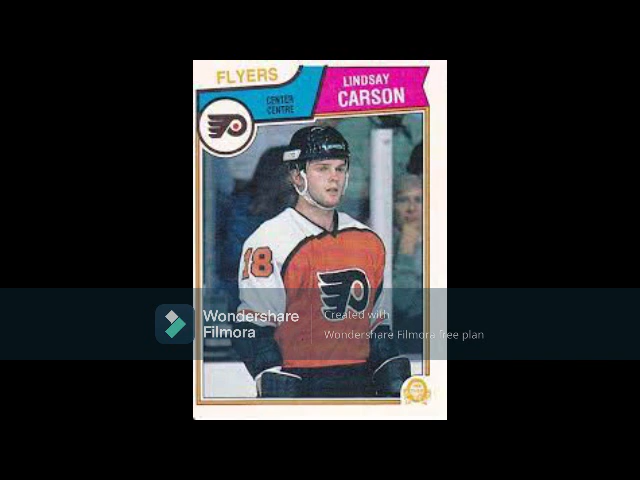 FLYERS
LINDSAY
CARSON
CENTER
CENTRE
18
Wondershare
Filmora
Created with
Wondershare Filmora free plan